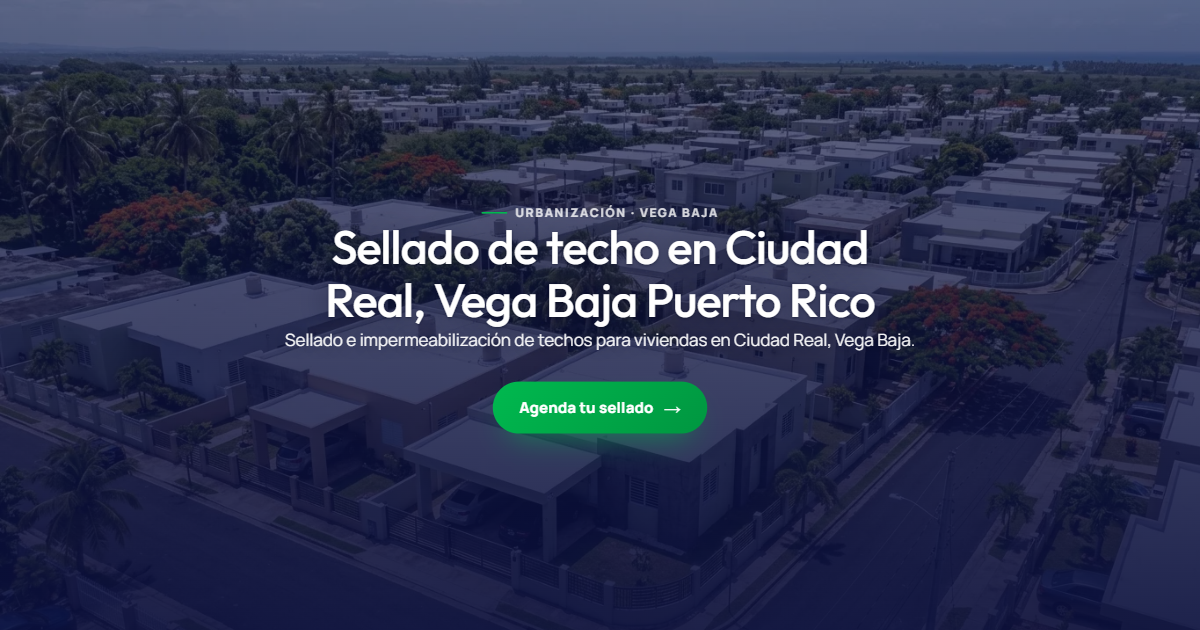 URBANIZACIÓN · VEGA BAJA
Sellado de techo en Ciudad
Real, Vega Baja Puerto Rico
Sellado e impermeabilización de techos para viviendas en Ciudad Real, Vega Baja.
Agenda tu sellado →